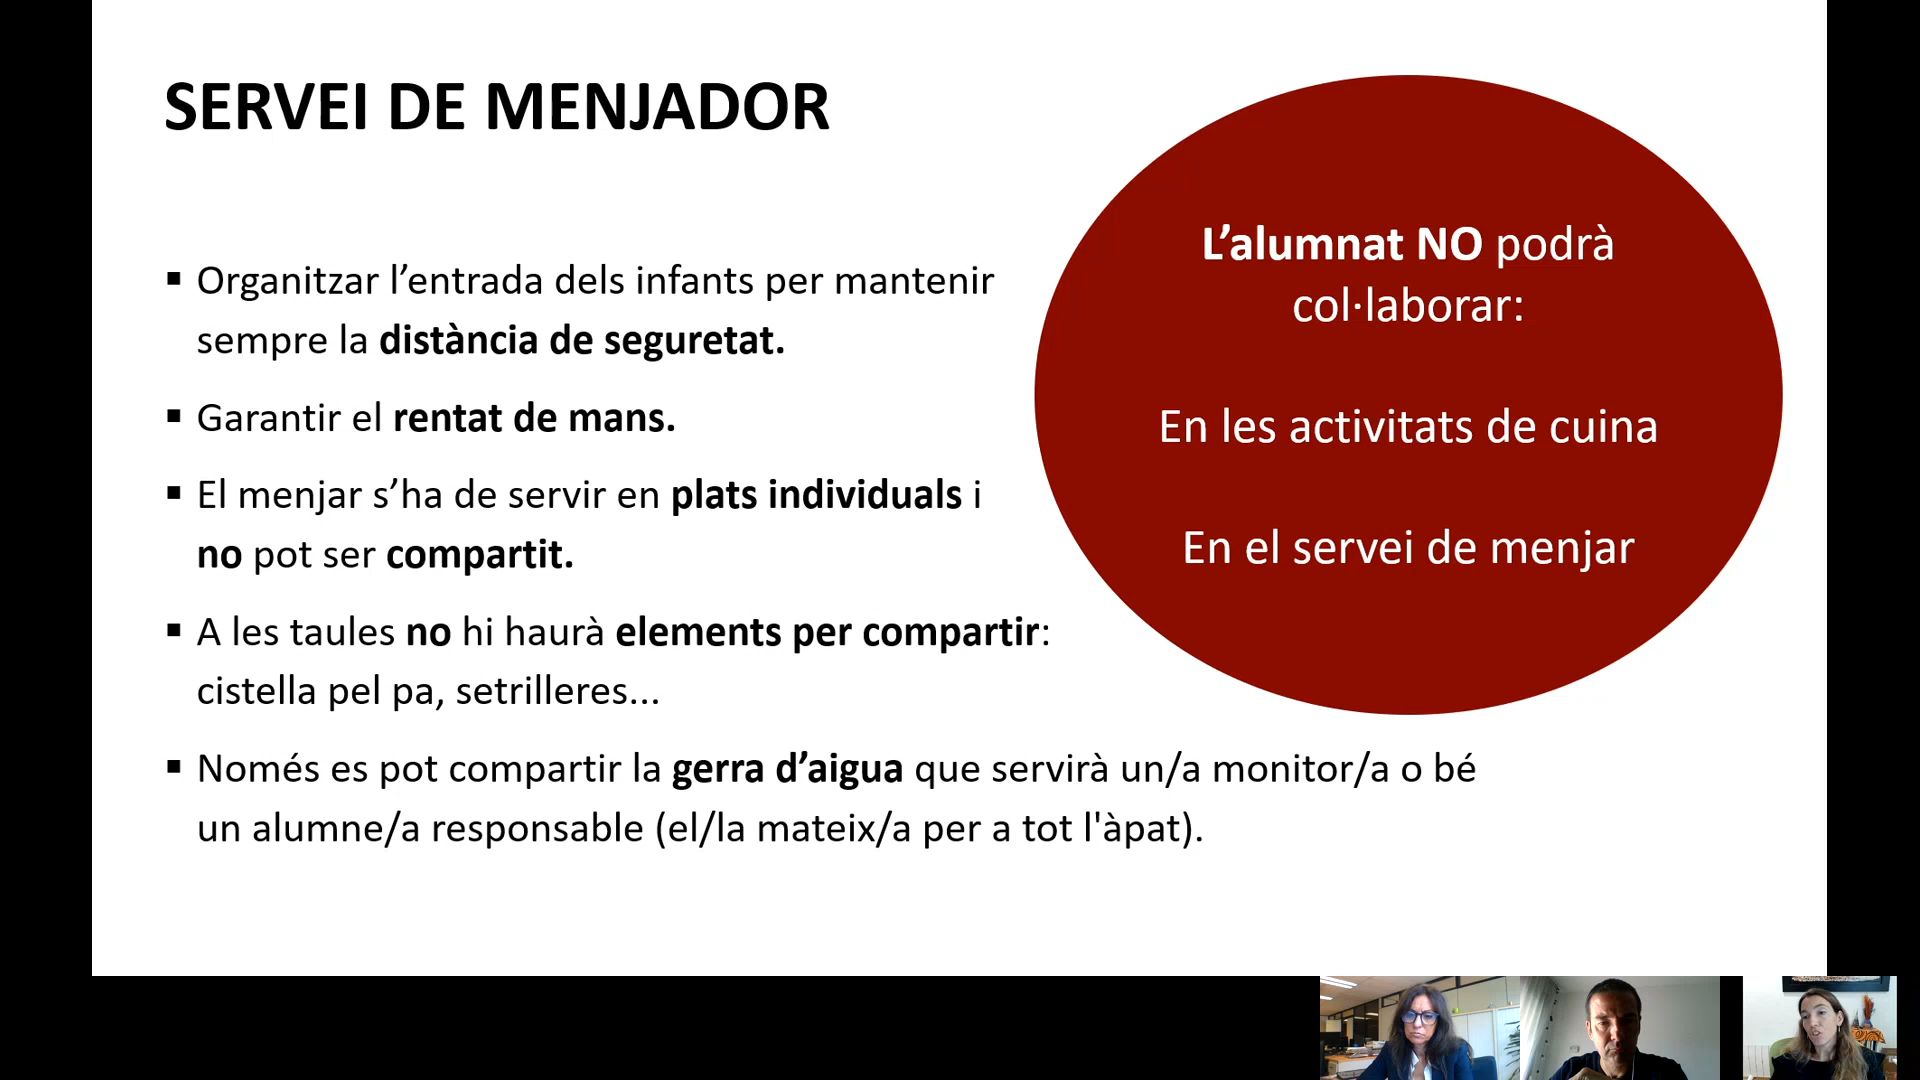 SERVEI DE MENJADOR
▪ Organitzar l’entrada dels infants per mantenir
sempre la distància de seguretat.
▪ Garantir el rentat de mans.
▪ El menjar s’ha de servir en plats individuals i
no pot ser compartit.
▪ A les taules no hi haurà elements per compartir:
cistella pel pa, setrilleres...
▪ Només es pot compartir la gerra d’aigua que servirà un/a monitor/a o bé
un alumne/a responsable (el/la mateix/a per a tot l'àpat).
L’alumnat NO podrà
col·laborar:
En les activitats de cuina
En el servei de menjar